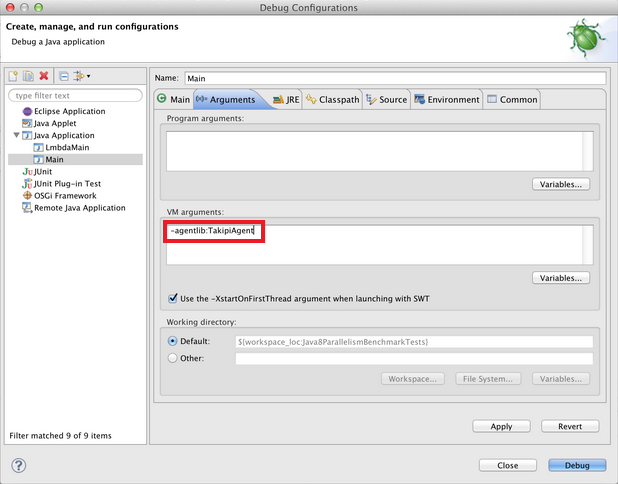 Debug Configurations
Create, manage, and run configurations
Debug a Java application
type filter text
Eclipse Application
Java Applet
Java Application
LmbdaMain
Main
JUnit
JUnit Plug-in Test
OSGi Framework
Remote Java Application
Filter matched 9 of 9 items
Name: Main
Main Arguments JRE Classpath Source Environment Common
Program arguments:
Variables...
VM arguments:
-agentlib:TakipiAgent
Variables...
Use the -XstartOnFirstThread argument when launching with SWT
Working directory:
Default: ${workspace_loc:Java8ParallelismBenchmarkTests}
Other:
Workspace... File System... Variables...
Apply Revert
Close Debug